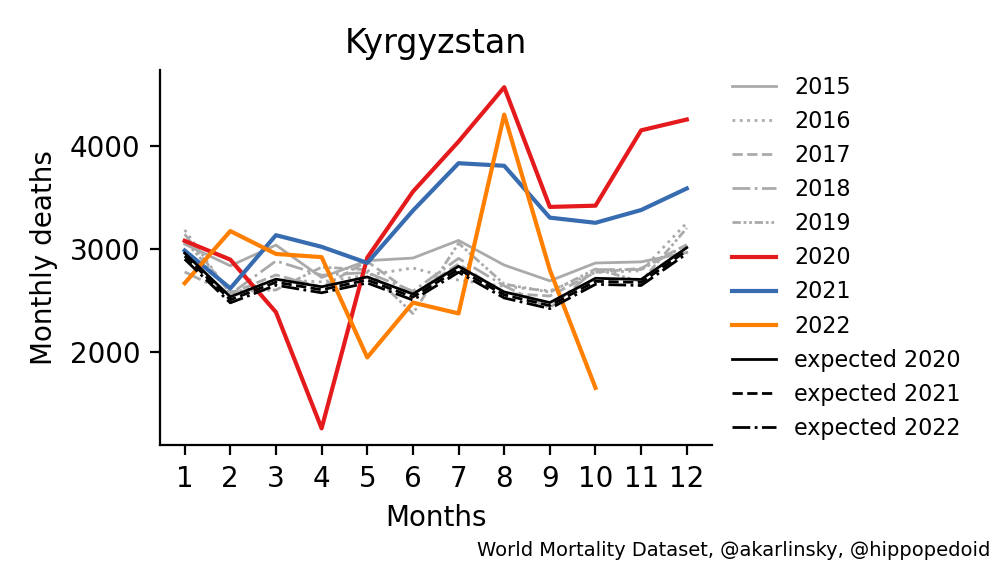 Kyrgyzstan
Monthly deaths
4000
3000
2000
1 2 3 4 5 6 7 8 9 10 11 12
Months
2015
2016
2017
2018
2019
2020
2021
2022
expected 2020
expected 2021
expected 2022
World Mortality Dataset, @akarlinsky, @hippopedoid